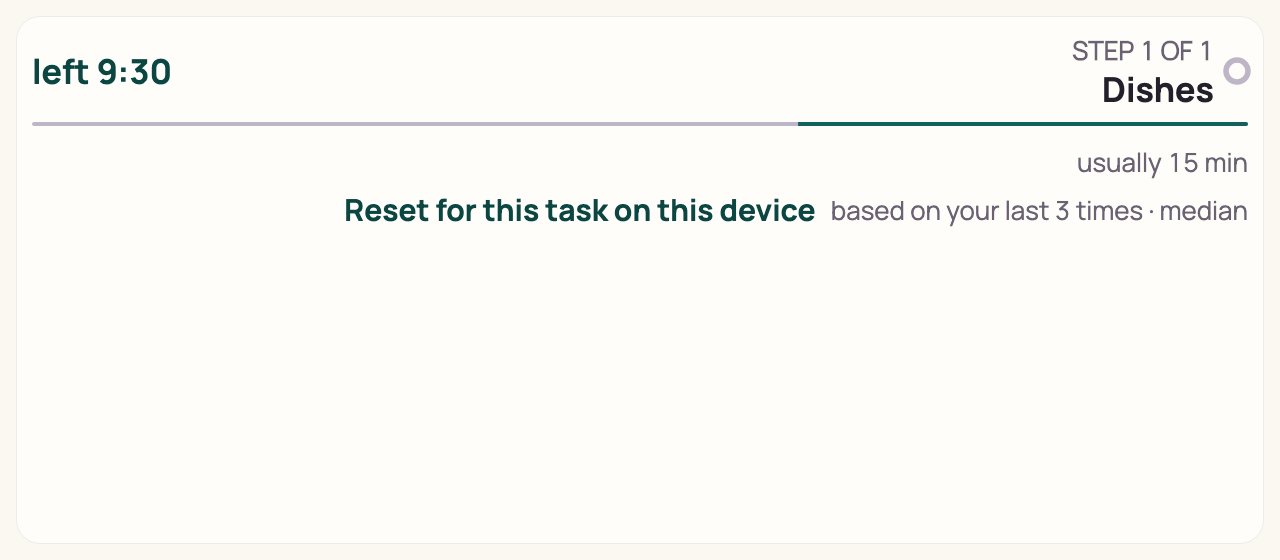 STEP 1 OF 1
Dishes
left 9:30
usually 15 min
Reset for this task on this device based on your last 3 times · median